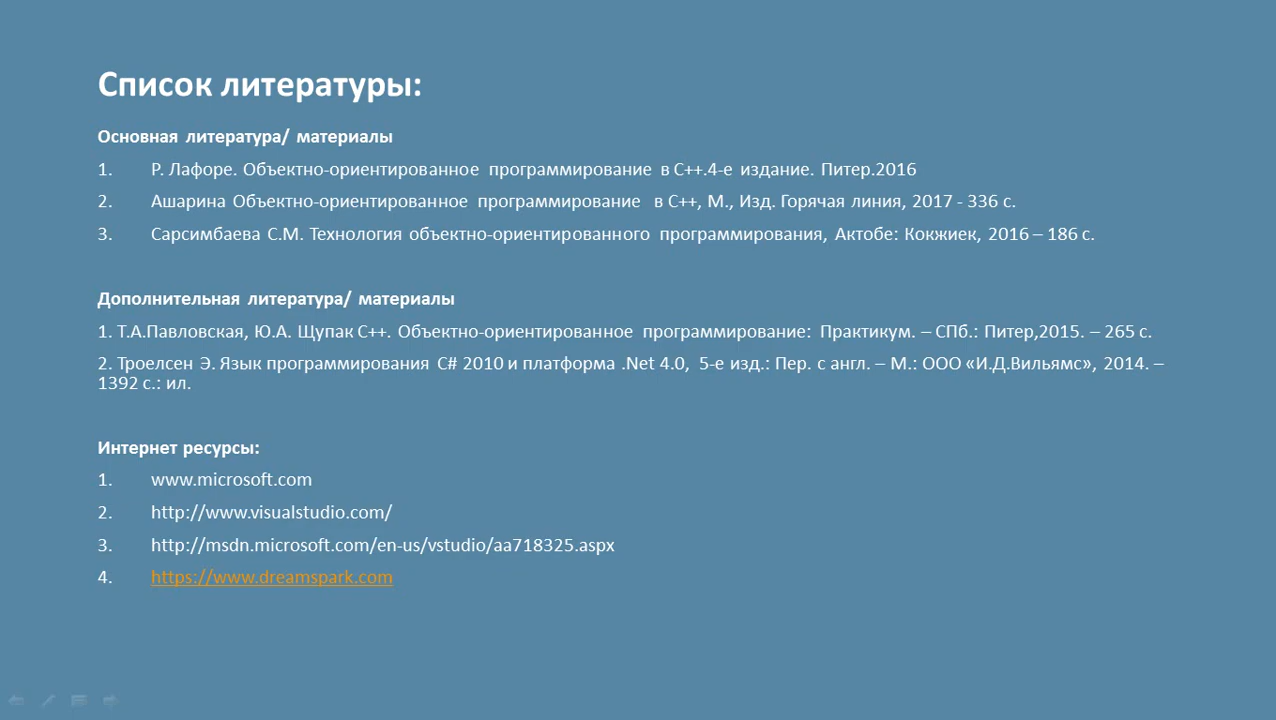 Список литературы:
Основная литература/ материалы
1. Р. Лафоре. Объектно-ориентированное программирование в С++.4-е издание. Питер.2016
2. Ашарина Объектно-ориентированное программирование в С++, М., Изд. Горячая линия, 2017 - 336 с.
3. Сарсимбаева С.М. Технология объектно-ориентированного программирования, Актобе: Кокжиек, 2016 – 186 с.
Дополнительная литература/ материалы
1. Т.А.Павловская, Ю.А. Щупак С++. Объектно-ориентированное программирование: Практикум. – СПб.: Питер,2015. – 265 с.
2. Троелсен Э. Язык программирования С# 2010 и платформа .Net 4.0, 5-е изд.: Пер. с англ. – М.: ООО «И.Д.Вильямс», 2014. –
1392 с.: ил.
Интернет ресурсы:
1. www.microsoft.com
2. http://www.visualstudio.com/
3. http://msdn.microsoft.com/en-us/vstudio/aa718325.aspx
4. https://www.dreamspark.com